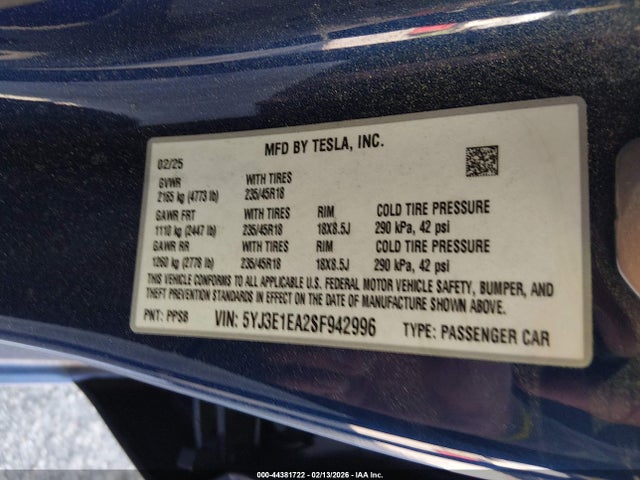 MFD BY TESLA, INC.
02/25
GVWR WITH TIRES
2165 kg (4773 lb) 235/45R18
GAWR FRT WITH TIRES RIM COLD TIRE PRESSURE
1110 kg (2447 lb) 235/45R18 18X8.5J 290 kPa, 42 psi
GAWR RR WITH TIRES RIM COLD TIRE PRESSURE
1260 kg (2778 lb) 235/45R18 18X8.5J 290 kPa, 42 psi
THIS VEHICLE CONFORMS TO ALL APPLICABLE U.S. FEDERAL MOTOR VEHICLE SAFETY, BUMPER, AND
THEFT PREVENTION STANDARDS IN EFFECT ON THE DATE OF MANUFACTURE SHOWN ABOVE.
PNT: PPSB VIN: 5YJ3E1EA2SF942996 TYPE: PASSENGER CAR
000-44381722 - 02/13/2026 - IAA Inc.